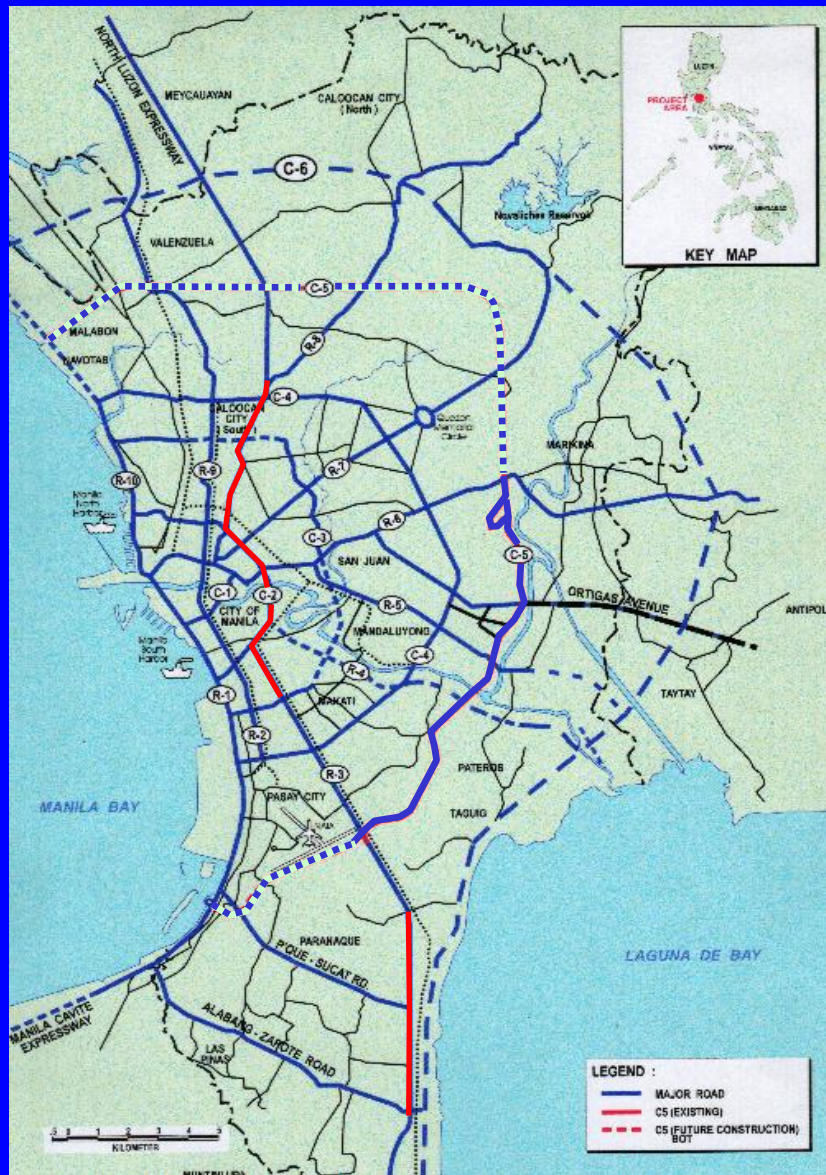 NORTH LUZON EXPRESSWAY
MEYCAUAYAN
CALOOCAN CITY
(North)
LUZON
PROJECT
AREA
KEY MAP
C-6
Novaliches Reservoir
VALENZUELA
C-5
MALABON
NAVOTAS
R-8
C-4
CALOOCAN
CITY
(South)
Quezon
Memorial
Circle
MARIKINA
R-9
R-7
R-10
Manila
North
Harbor
R-6
C-3
C-5
SAN JUAN
C-1
C-2
CITY OF
MANILA
R-5
ORTIGAS AVENUE
ANTIPOL
MANDALUYONG
Manila
South
Harbor
C-4
R-4
R-1
MAKATI
TAYTAY
R-2
R-3
PATEROS
PASAY CITY
MANILA BAY
TAGUIG
NAIA
PARANAQUE
P'QUE - SUCAT RD.
LAGUNA DE BAY
MANILA CAVITE
EXPRESSWAY
ALABANG - ZAPOTE ROAD
LAS
PINAS
LEGEND :
MAJOR ROAD
C5 (EXISTING)
C5 (FUTURE CONSTRUCTION)
BOT
KILOMETER
MUNTINLUPA